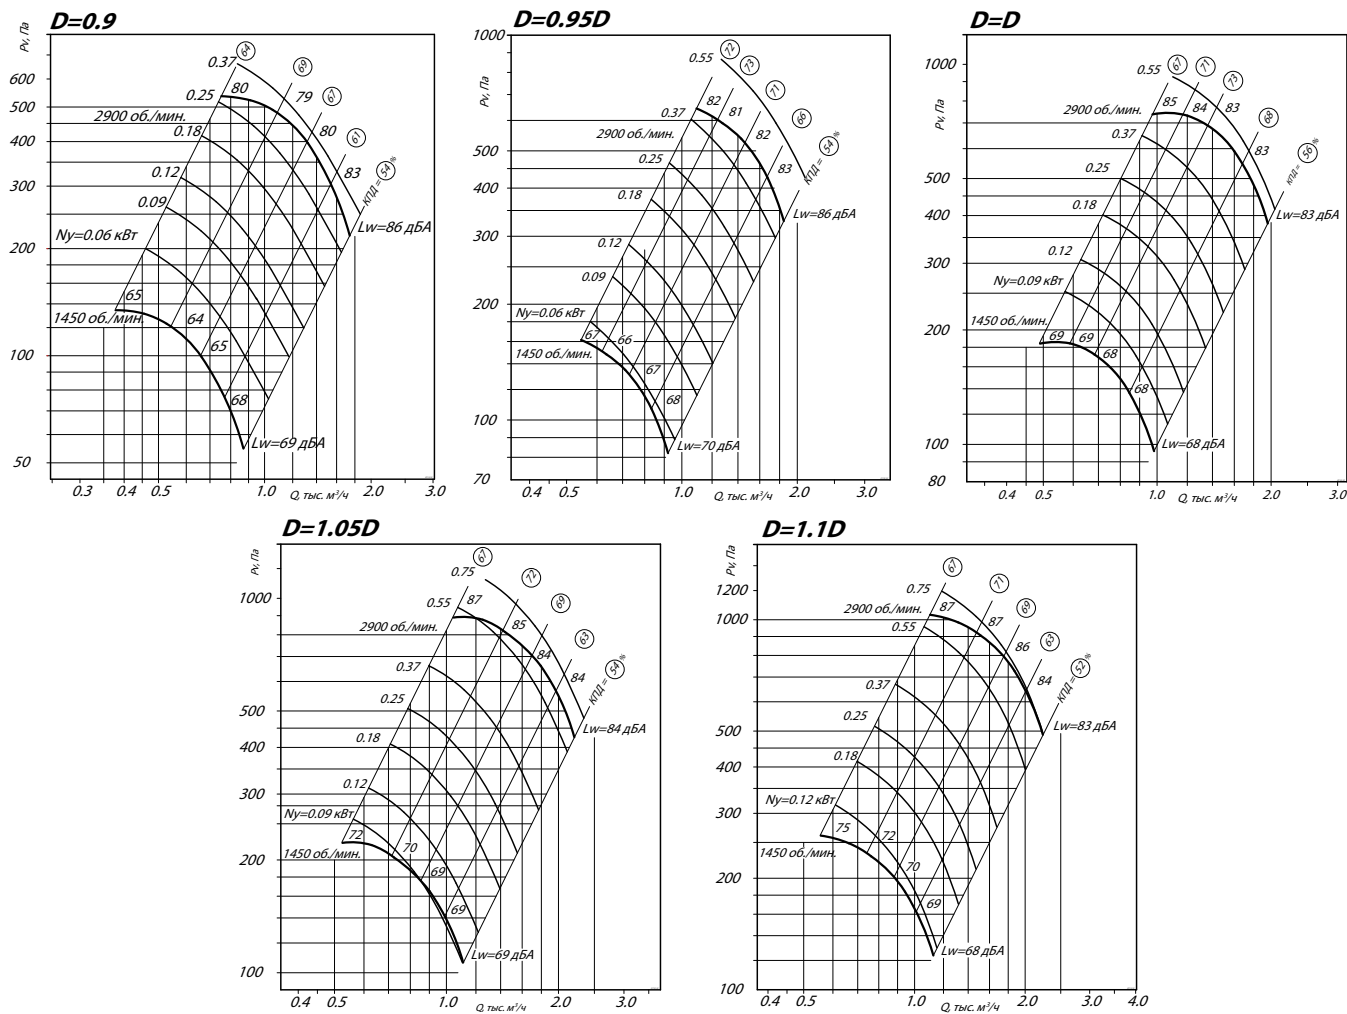 D=0.9
Pv, Па
600
500
400
300
200
100
50
0.37
64
69
67
61
КПД = 54 %
80
79
80
83
0.25
2900 об./мин.
0.18
0.12
0.09
Ny=0.06 кВт
Lw=86 дБА
65
1450 об./мин.
64
65
68
Lw=69 дБА
0.3 0.4 0.5 1.0 2.0 3.0
Q, тыс. м³/ч
D=0.95D
Pv, Па
1000
500
400
300
200
100
70
0.55
72
73
71
66
КПД = 54 %
82
81
82
83
0.37
2900 об./мин.
0.25
0.18
0.12
0.09
Ny=0.06 кВт
Lw=86 дБА
67
66
1450 об./мин.
67
68
Lw=70 дБА
0.4 0.5 1.0 2.0 3.0
Q, тыс. м³/ч
D=D
Pv, Па
1000
500
400
300
200
100
80
0.55
67
71
73
68
КПД = 56 %
85
84
83
83
2900 об./мин.
0.37
0.25
0.18
0.12
Ny=0.09 кВт
Lw=83 дБА
1450 об./мин.
69
69
68
68
Lw=68 дБА
0.4 0.5 1.0 2.0 3.0
Q, тыс. м³/ч
D=1.05D
Pv, Па
1000
500
400
300
200
100
0.75
67
72
69
63
КПД = 54 %
0.55
87
85
84
84
2900 об./мин.
0.37
0.25
0.18
0.12
Ny=0.09 кВт
Lw=84 дБА
72
1450 об./мин.
70
69
69
Lw=69 дБА
0.4 0.5 1.0 2.0 3.0
Q, тыс. м³/ч
D=1.1D
Pv, Па
1200
1000
500
400
300
200
100
0.75
67
71
69
63
КПД = 52 %
87
87
86
84
2900 об./мин.
0.55
0.37
0.25
0.18
Ny=0.12 кВт
Lw=83 дБА
75
72
1450 об./мин.
70
69
Lw=68 дБА
0.4 0.5 1.0 2.0 3.0 4.0
Q, тыс. м³/ч